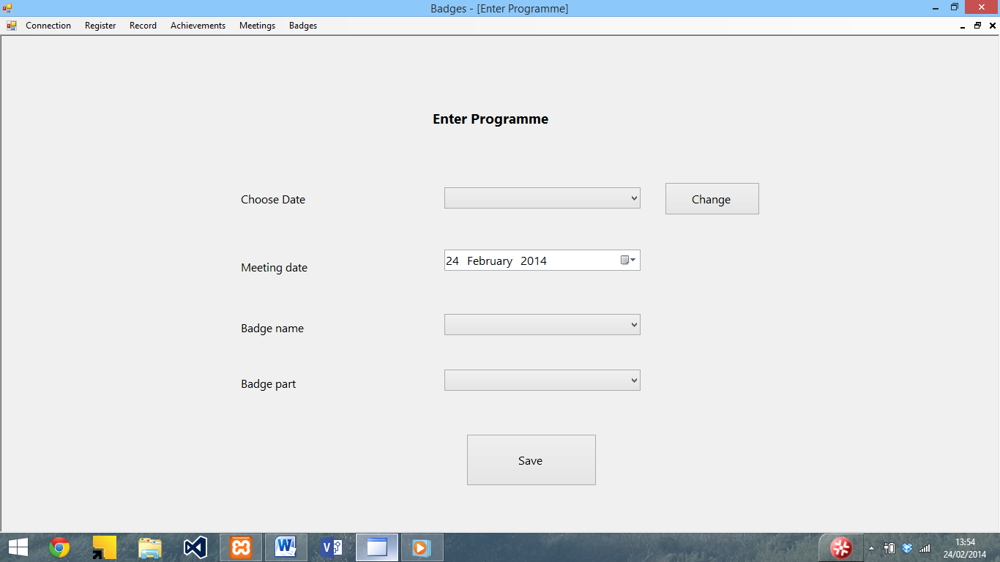 Badges - [Enter Programme]
Connection Register Record Achievements Meetings Badges
Enter Programme
Choose Date
Change
Meeting date
24 February 2014
Badge name
Badge part
Save
13:54
24/02/2014